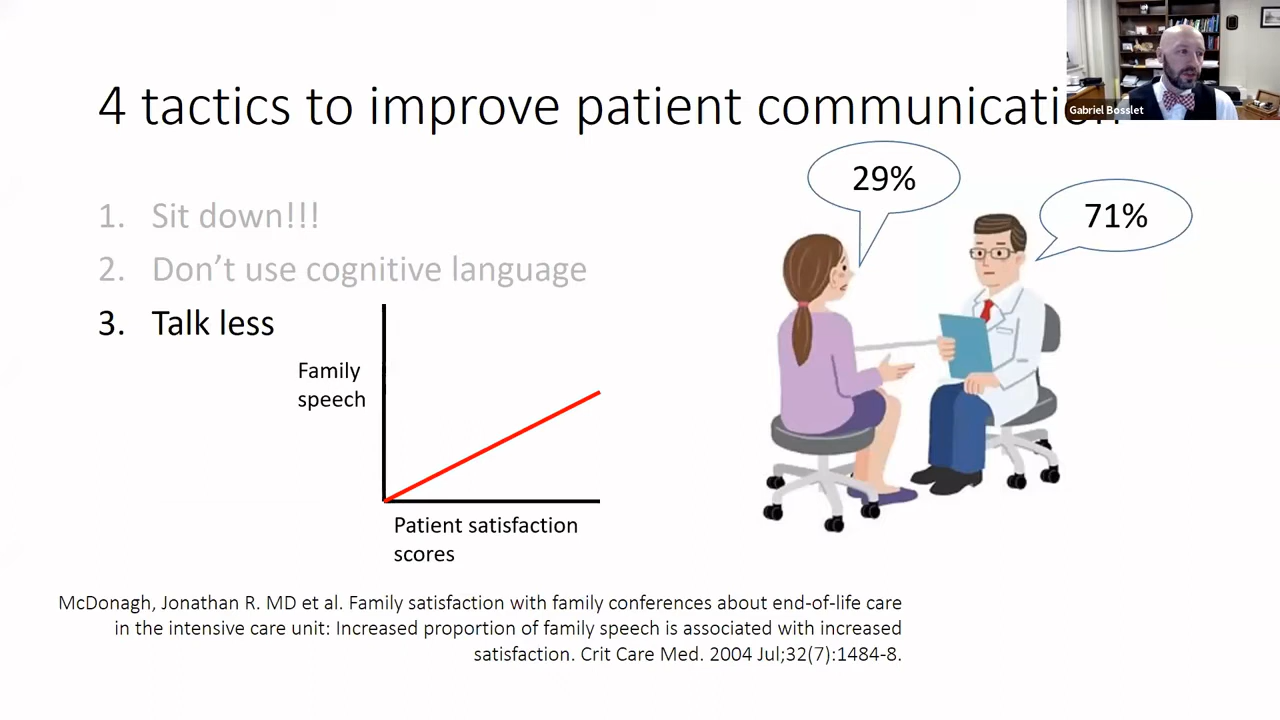 4 tactics to improve patient communication
Gabriel Bosslet
29%
71%
1. Sit down!!!
2. Don’t use cognitive language
3. Talk less
Family
speech
Patient satisfaction
scores
McDonagh, Jonathan R. MD et al. Family satisfaction with family conferences about end-of-life care
in the intensive care unit: Increased proportion of family speech is associated with increased
satisfaction. Crit Care Med. 2004 Jul;32(7):1484-8.